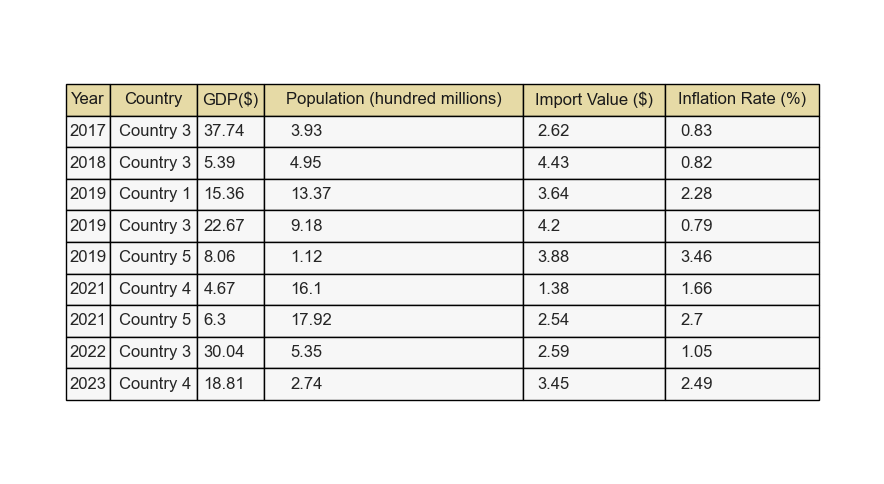 Year Country GDP($) Population (hundred millions) Import Value ($) Inflation Rate (%)
2017 Country 3 37.74 3.93 2.62 0.83
2018 Country 3 5.39 4.95 4.43 0.82
2019 Country 1 15.36 13.37 3.64 2.28
2019 Country 3 22.67 9.18 4.2 0.79
2019 Country 5 8.06 1.12 3.88 3.46
2021 Country 4 4.67 16.1 1.38 1.66
2021 Country 5 6.3 17.92 2.54 2.7
2022 Country 3 30.04 5.35 2.59 1.05
2023 Country 4 18.81 2.74 3.45 2.49